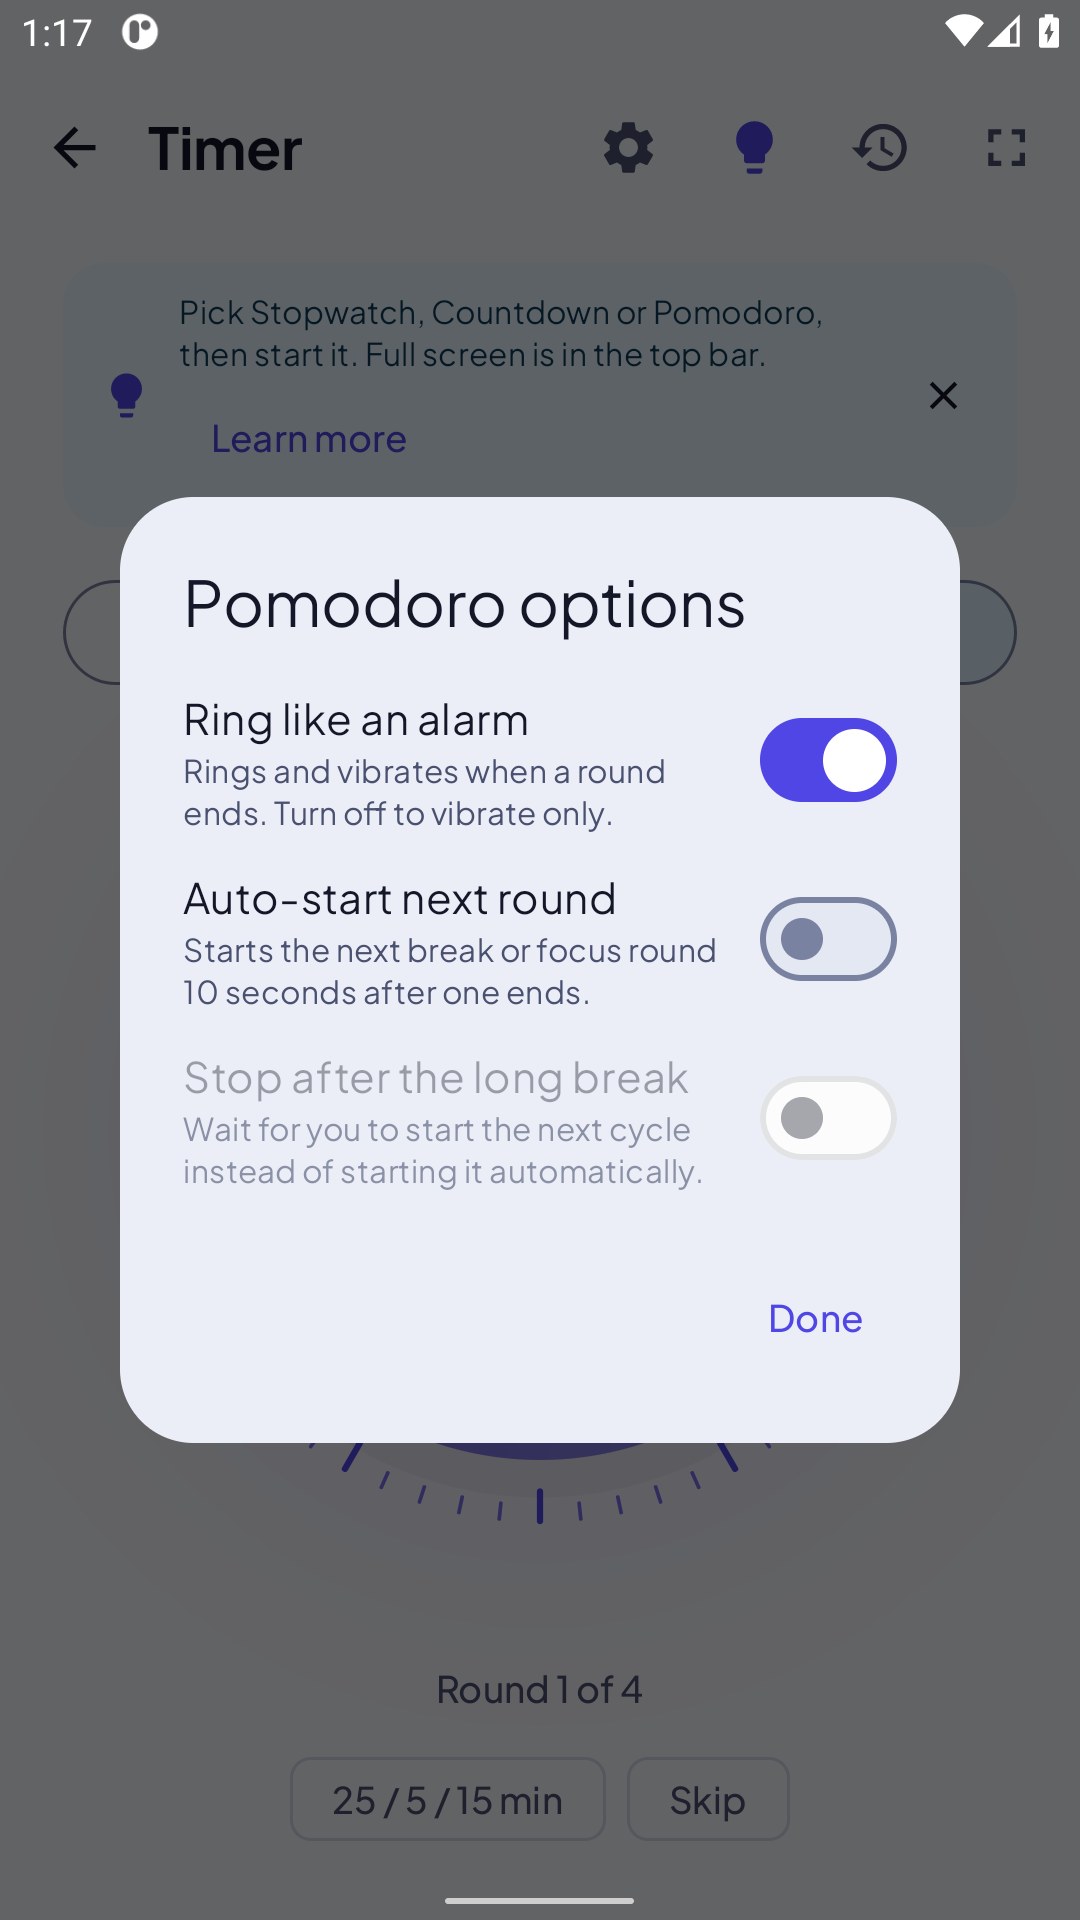 1:17
Timer
Pick Stopwatch, Countdown or Pomodoro,
then start it. Full screen is in the top bar.
Learn more
Pomodoro options
Ring like an alarm
Rings and vibrates when a round
ends. Turn off to vibrate only.
Auto-start next round
Starts the next break or focus round
10 seconds after one ends.
Stop after the long break
Wait for you to start the next cycle
instead of starting it automatically.
Done
Round 1 of 4
25 / 5 / 15 min
Skip